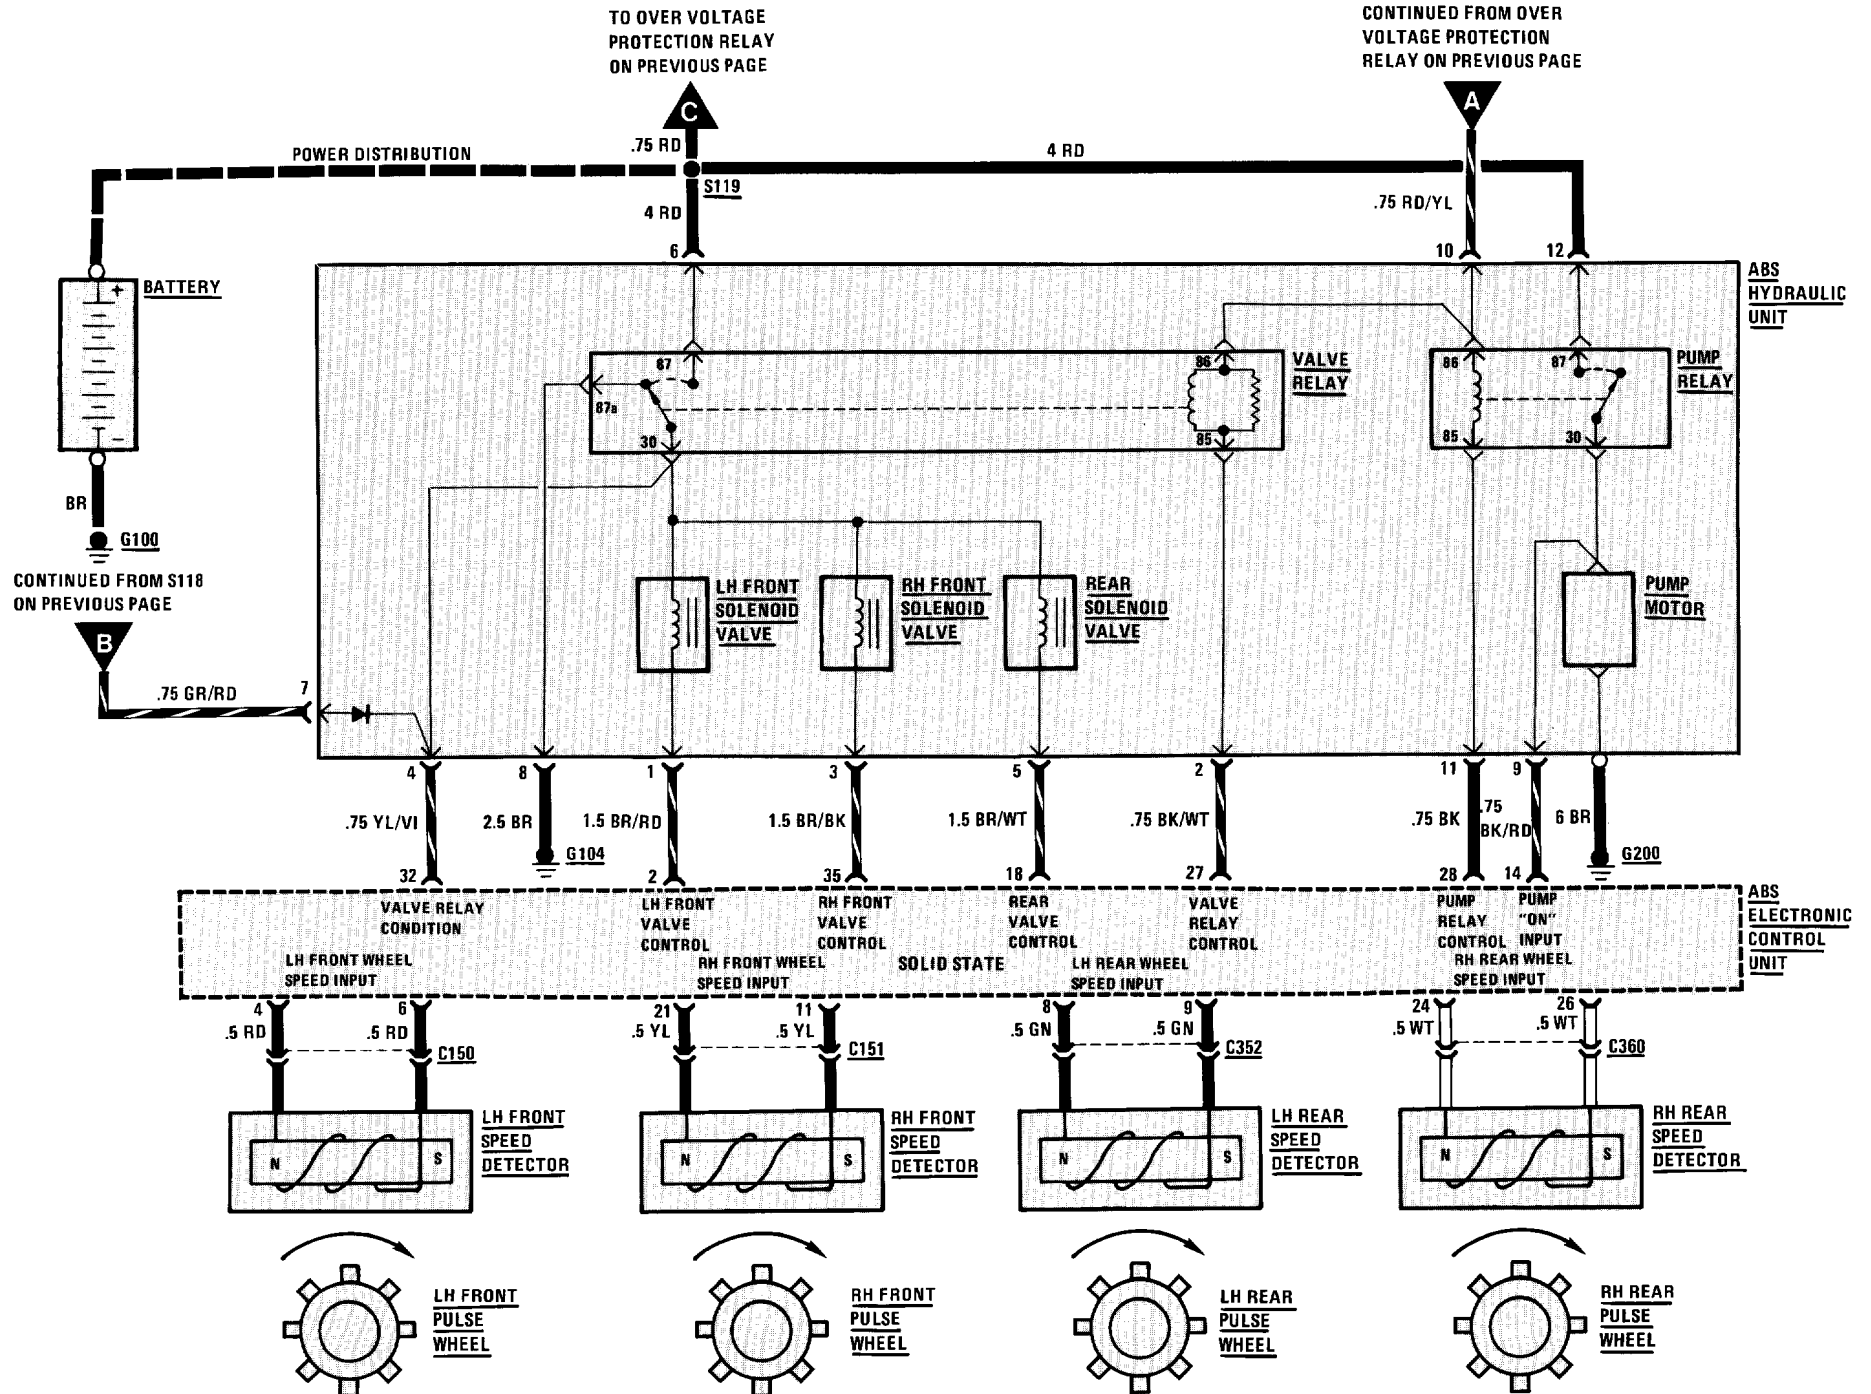 TO OVER VOLTAGE
PROTECTION RELAY
ON PREVIOUS PAGE
CONTINUED FROM OVER
VOLTAGE PROTECTION
RELAY ON PREVIOUS PAGE
C
A
.75 RD
POWER DISTRIBUTION
4 RD
S119
4 RD
.75 RD/YL
6
10
12
ABS
HYDRAULIC
UNIT
+
BATTERY
–
87
87a
30
86
85
VALVE
RELAY
86
87
85
30
PUMP
RELAY
BR
G100
CONTINUED FROM S118
ON PREVIOUS PAGE
B
.75 GR/RD
7
LH FRONT
SOLENOID
VALVE
RH FRONT
SOLENOID
VALVE
REAR
SOLENOID
VALVE
PUMP
MOTOR
4
8
1
3
5
2
11
9
.75 YL/VI
2.5 BR
1.5 BR/RD
1.5 BR/BK
1.5 BR/WT
.75 BK/WT
.75 BK
.75
BK/RD
6 BR
G104
G200
32
2
35
18
27
28
14
ABS
ELECTRONIC
CONTROL
UNIT
VALVE RELAY
CONDITION
LH FRONT
VALVE
CONTROL
RH FRONT
VALVE
CONTROL
REAR
VALVE
CONTROL
VALVE
RELAY
CONTROL
PUMP
RELAY
CONTROL
PUMP
"ON"
INPUT
LH FRONT WHEEL
SPEED INPUT
RH FRONT WHEEL
SPEED INPUT
SOLID STATE
LH REAR WHEEL
SPEED INPUT
RH REAR WHEEL
SPEED INPUT
4
6
21
11
8
9
24
26
.5 RD
.5 RD
.5 YL
.5 YL
.5 GN
.5 GN
.5 WT
.5 WT
C150
C151
C352
C360
N
S
LH FRONT
SPEED
DETECTOR
N
S
RH FRONT
SPEED
DETECTOR
N
S
LH REAR
SPEED
DETECTOR
N
S
RH REAR
SPEED
DETECTOR
LH FRONT
PULSE
WHEEL
RH FRONT
PULSE
WHEEL
LH REAR
PULSE
WHEEL
RH REAR
PULSE
WHEEL